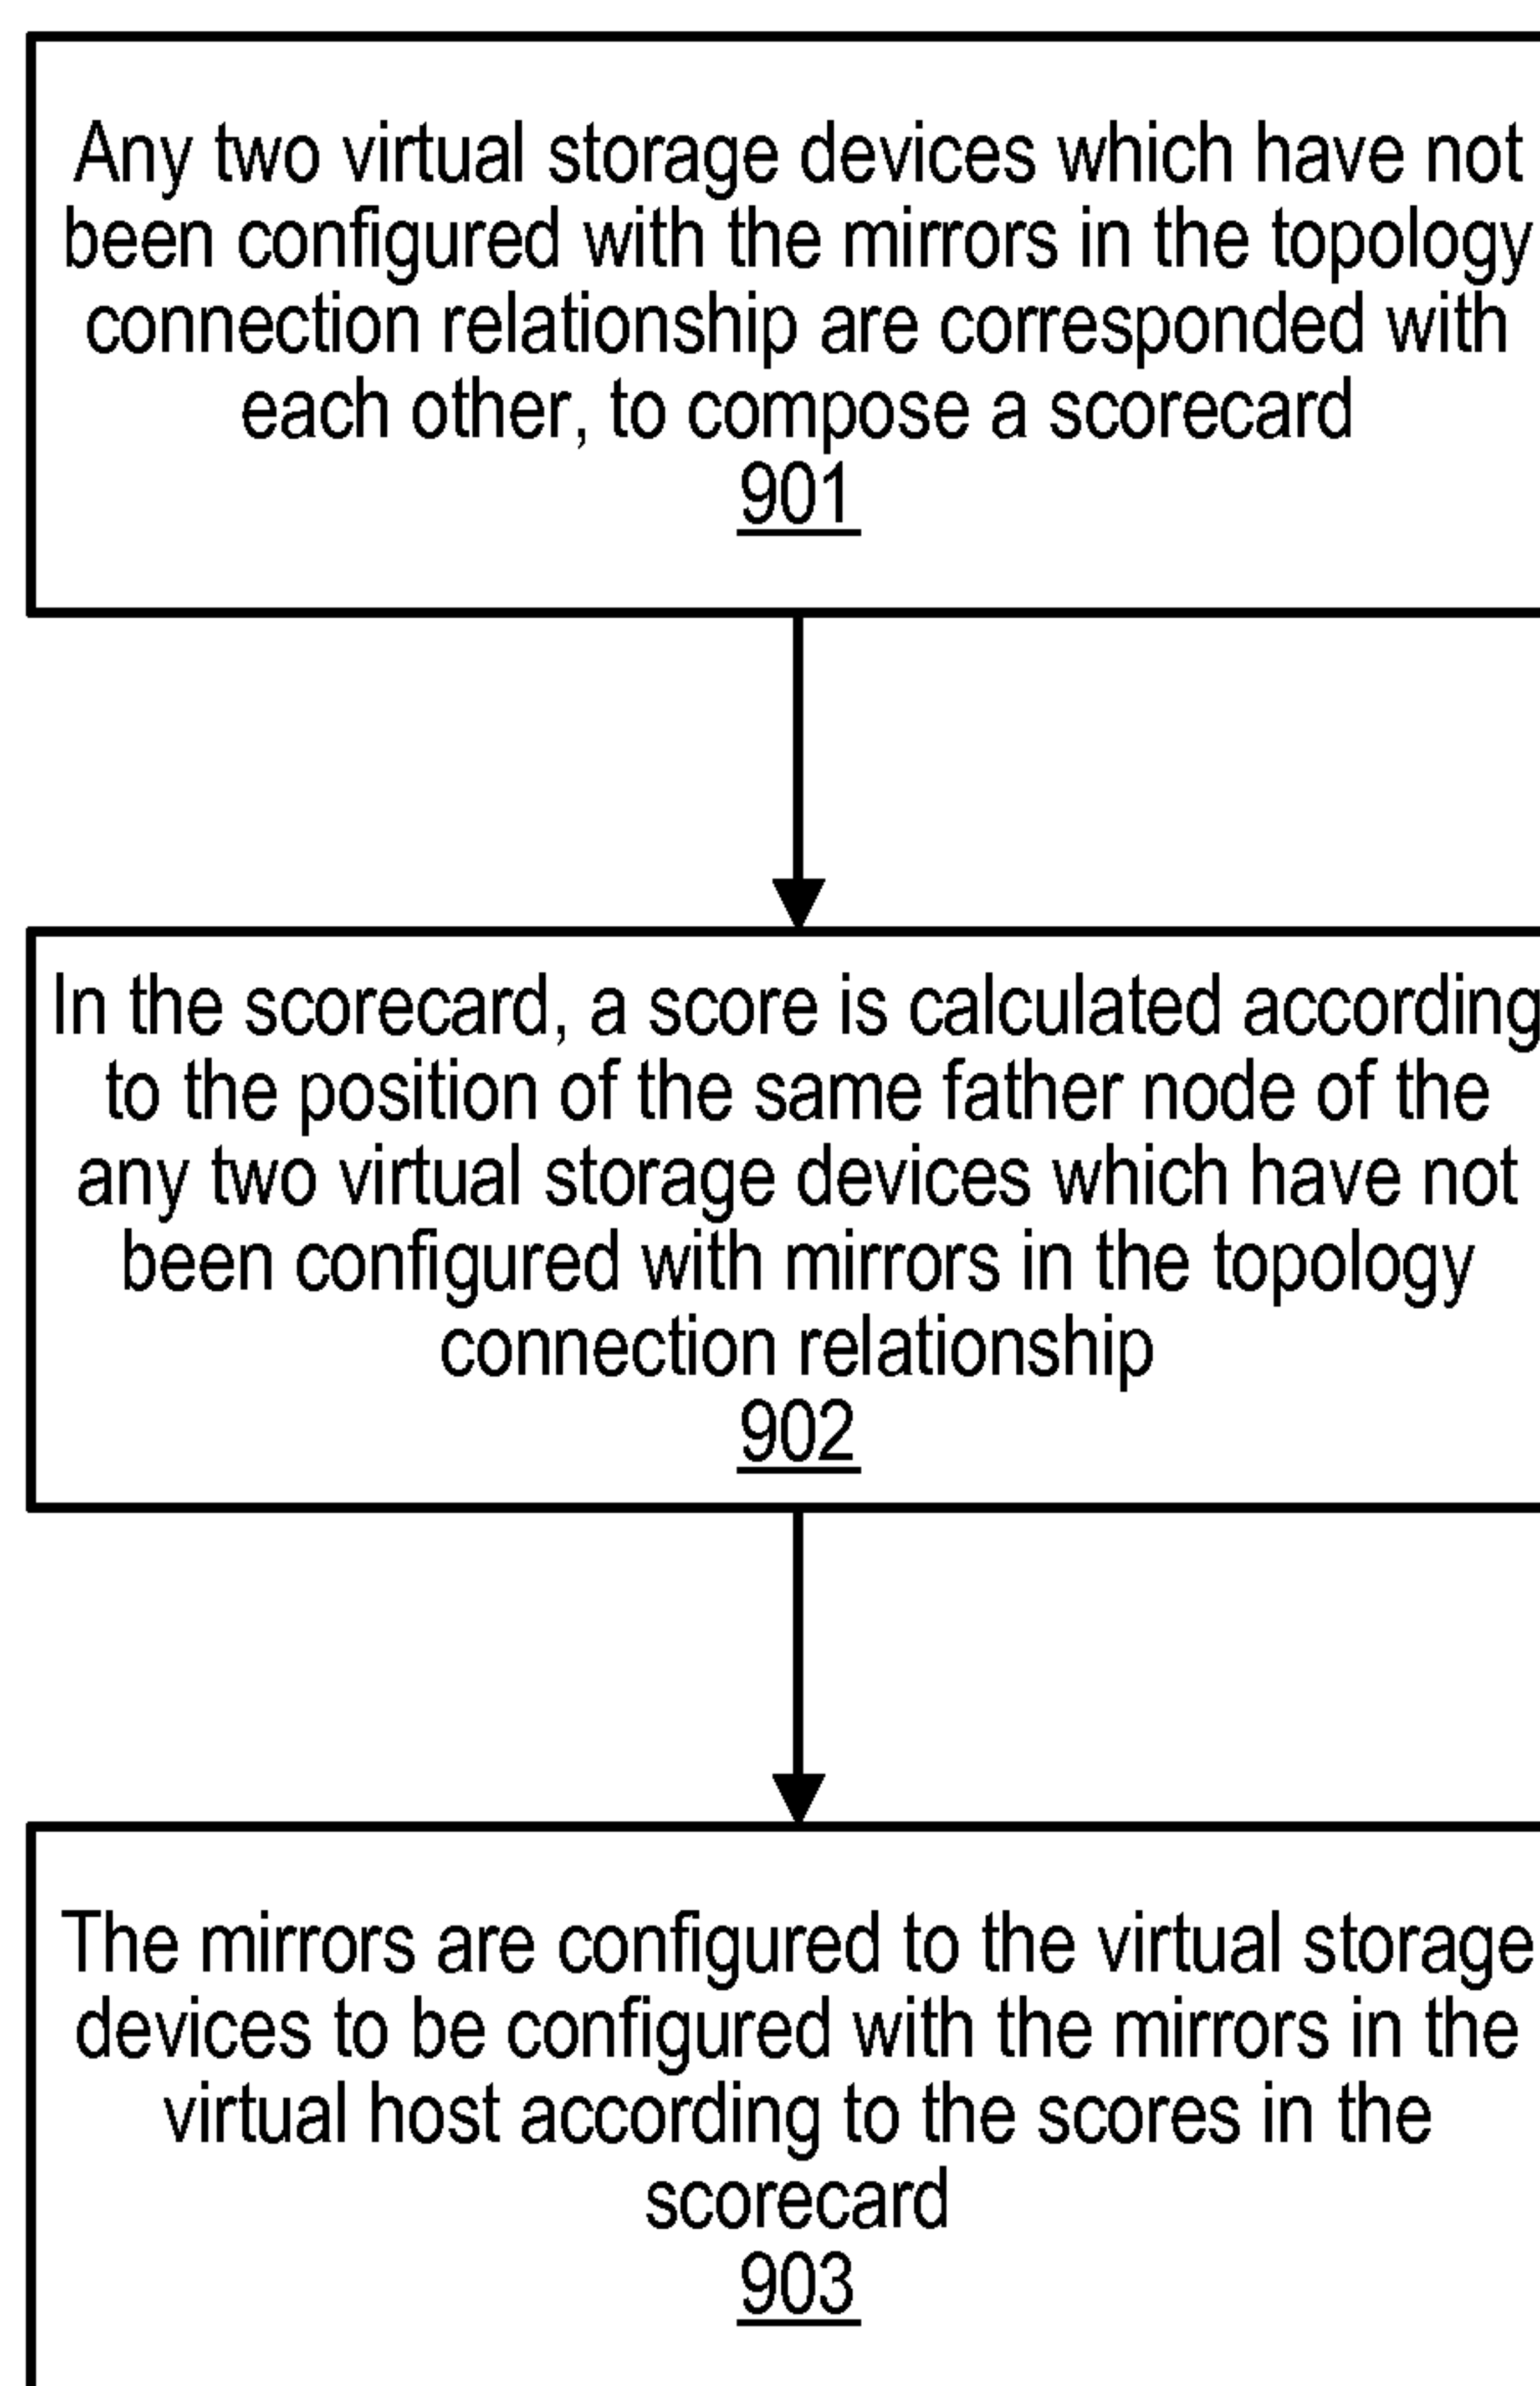 Any two virtual storage devices which have not
been configured with the mirrors in the topology
connection relationship are corresponded with
each other, to compose a scorecard
901
In the scorecard, a score is calculated according
to the position of the same father node of the
any two virtual storage devices which have not
been configured with mirrors in the topology
connection relationship
902
The mirrors are configured to the virtual storage
devices to be configured with the mirrors in the
virtual host according to the scores in the
scorecard
903